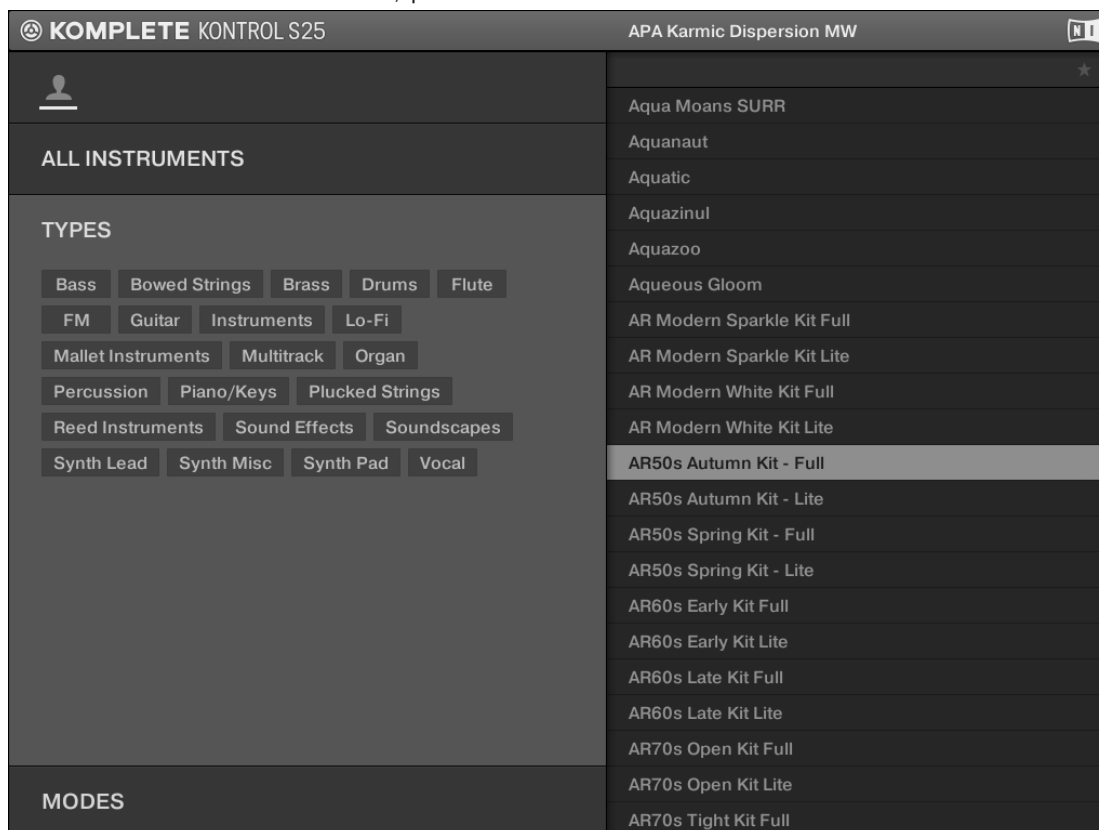 KOMPLETE KONTROL S25
APA Karmic Dispersion MW
NI
ALL INSTRUMENTS
TYPES
Bass Bowed Strings Brass Drums Flute
FM Guitar Instruments Lo-Fi
Mallet Instruments Multitrack Organ
Percussion Piano/Keys Plucked Strings
Reed Instruments Sound Effects Soundscapes
Synth Lead Synth Misc Synth Pad Vocal
MODES
Aqua Moans SURR
Aquanaut
Aquatic
Aquazinul
Aquazoo
Aqueous Gloom
AR Modern Sparkle Kit Full
AR Modern Sparkle Kit Lite
AR Modern White Kit Full
AR Modern White Kit Lite
AR50s Autumn Kit - Full
AR50s Autumn Kit - Lite
AR50s Spring Kit - Full
AR50s Spring Kit - Lite
AR60s Early Kit Full
AR60s Early Kit Lite
AR60s Late Kit Full
AR60s Late Kit Lite
AR70s Open Kit Full
AR70s Open Kit Lite
AR70s Tight Kit Full